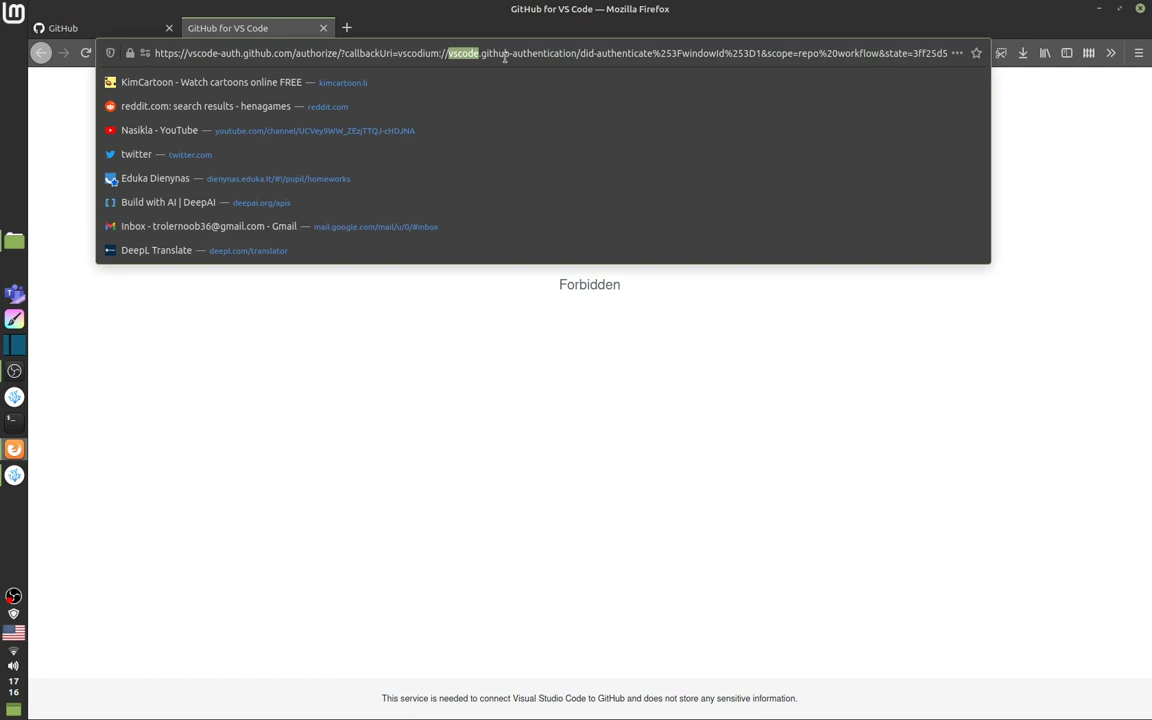 GitHub for VS Code — Mozilla Firefox
GitHub
GitHub for VS Code
https://vscode-auth.github.com/authorize/?callbackUri=vscodium://vscode.github-authentication/did-authenticate%253FwindowId%253D1&scope=repo%20workflow&state=3ff25d5
KimCartoon - Watch cartoons online FREE — kimcartoon.li
reddit.com: search results - henagames — reddit.com
Nasikla - YouTube — youtube.com/channel/UCVey9WW_ZEzjTTQJ-cHDJNA
twitter — twitter.com
Eduka Dienynas — dienynas.eduka.lt/#!/pupil/homeworks
Build with AI | DeepAI — deepai.org/apis
Inbox - trolernoob36@gmail.com - Gmail — mail.google.com/mail/u/0/#inbox
DeepL Translate — deepl.com/translator
Forbidden
17
16
This service is needed to connect Visual Studio Code to GitHub and does not store any sensitive information.